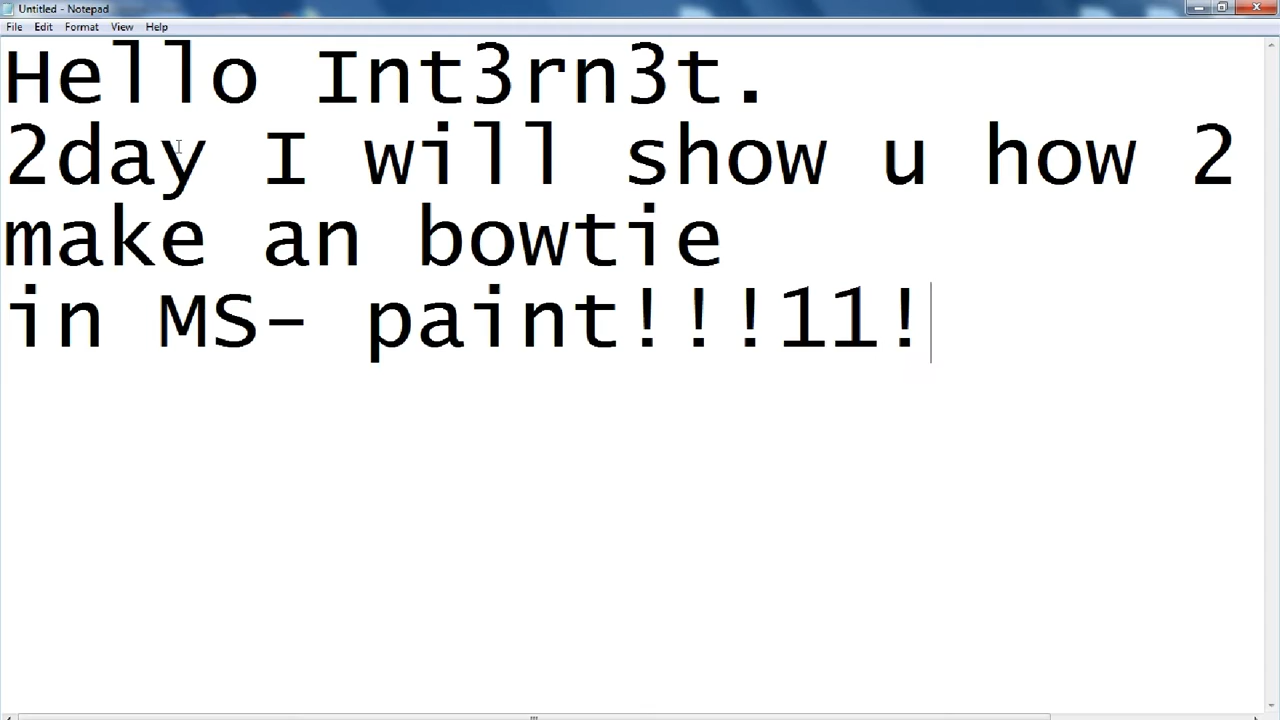 Untitled - Notepad
File Edit Format View Help
Hello Int3rn3t.
2day I will show u how 2
make an bowtie
in MS- paint!!!11!